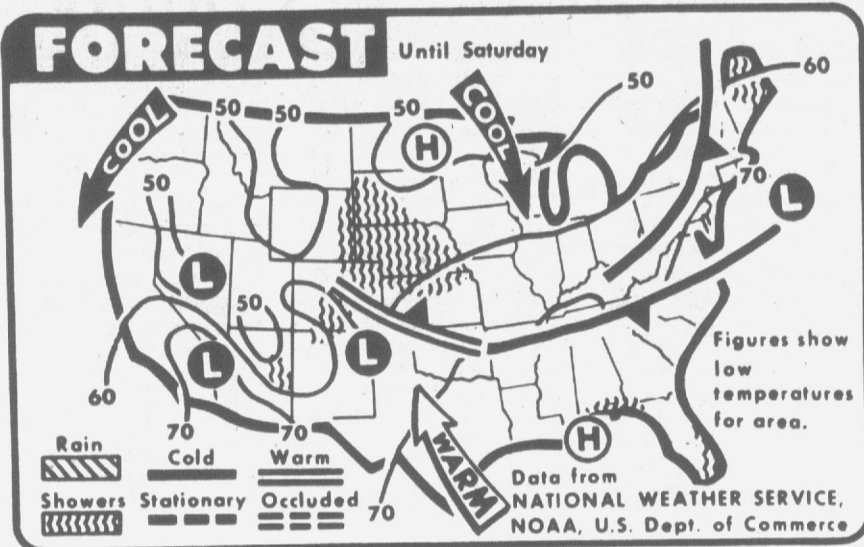 FORECAST
Until Saturday
COOL
50
50
50
COOL
50
60
H
50
70
L
L
50
L
L
60
70
70
H
WARM
70
Figures show
low
temperatures
for area.
Rain
Cold
Warm
Showers
Stationary
Occluded
Data from
NATIONAL WEATHER SERVICE,
NOAA, U.S. Dept. of Commerce